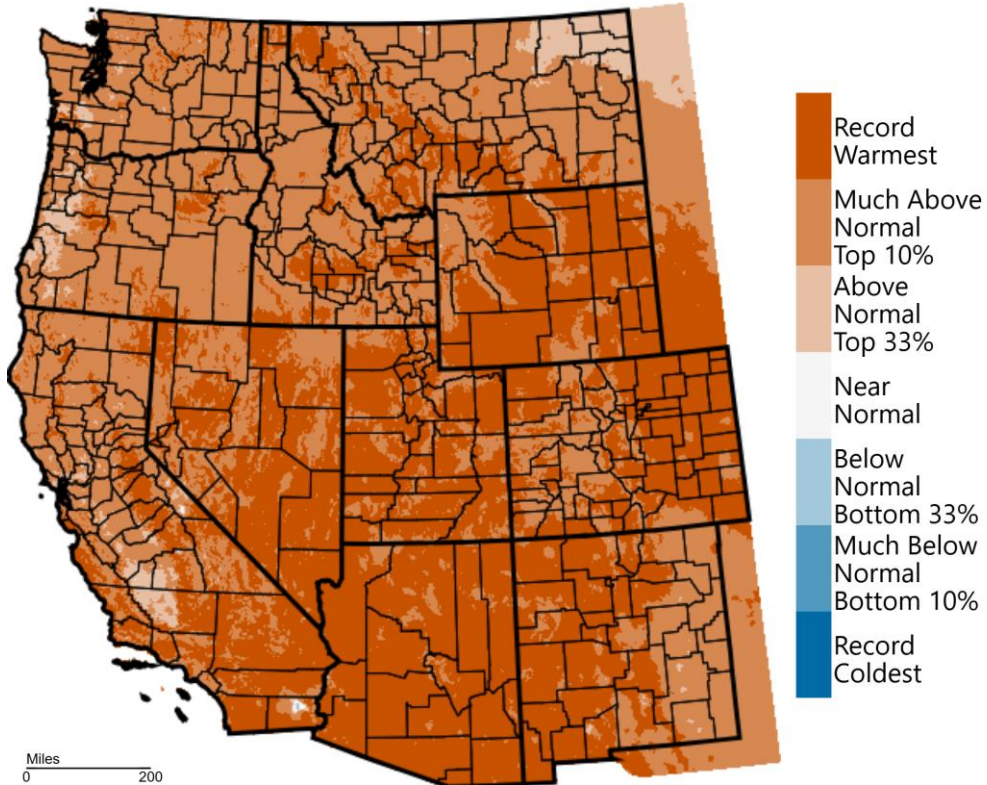 Record
Warmest
Much Above
Normal
Top 10%
Above
Normal
Top 33%
Near
Normal
Below
Normal
Bottom 33%
Much Below
Normal
Bottom 10%
Record
Coldest
Miles
0 200